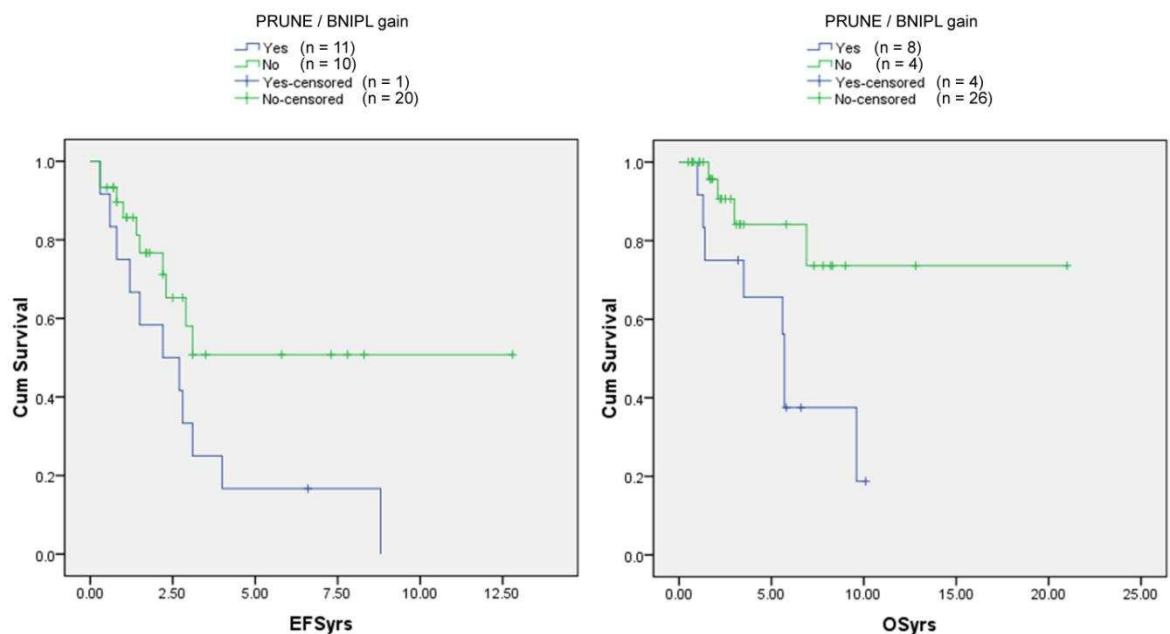 PRUNE / BNIPL gain
Yes (n = 11)
No (n = 10)
Yes-censored (n = 1)
No-censored (n = 20)
1.0
0.8
0.6
0.4
0.2
0.0
Cum Survival
0.00 2.50 5.00 7.50 10.00 12.50
EFSyrs
PRUNE / BNIPL gain
Yes (n = 8)
No (n = 4)
Yes-censored (n = 4)
No-censored (n = 26)
1.0
0.8
0.6
0.4
0.2
0.0
Cum Survival
0.00 5.00 10.00 15.00 20.00 25.00
OSyrs